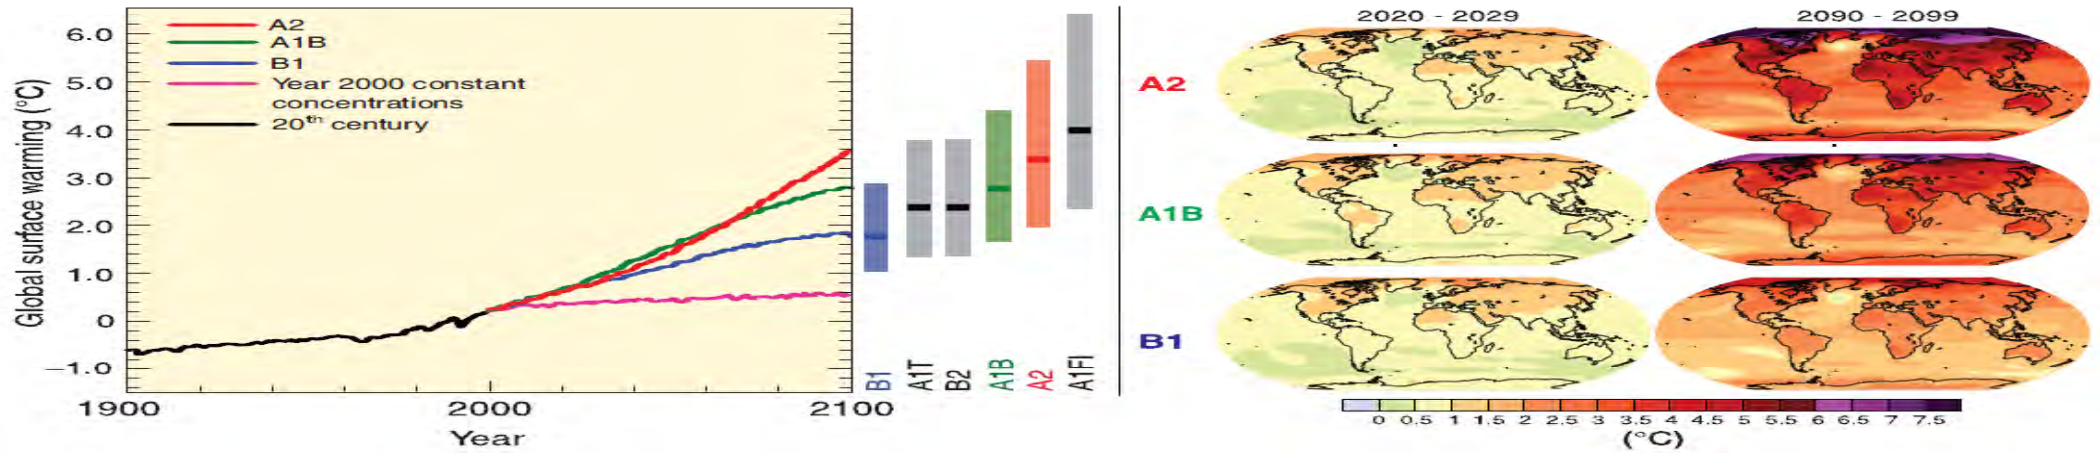 A2
A1B
B1
Year 2000 constant
concentrations
20th century
Global surface warming (°C)
6.0
5.0
4.0
3.0
2.0
1.0
0
−1.0
1900
2000
2100
Year
B1
A1T
B2
A1B
A2
A1FI
2020 - 2029
2090 - 2099
A2
A1B
B1
0 0.5 1 1.5 2 2.5 3 3.5 4 4.5 5 5.5 6 6.5 7 7.5
(°C)